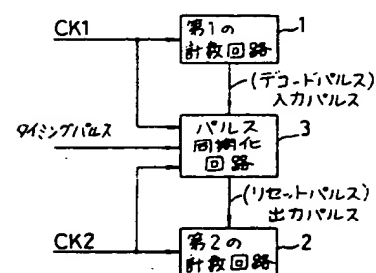 CK1
第1の
計数回路
1
(デコードパルス)
入力パルス
タイミングパルス
パルス
同期化
回路
3
(リセットパルス)
出力パルス
CK2
第2の
計数回路
2